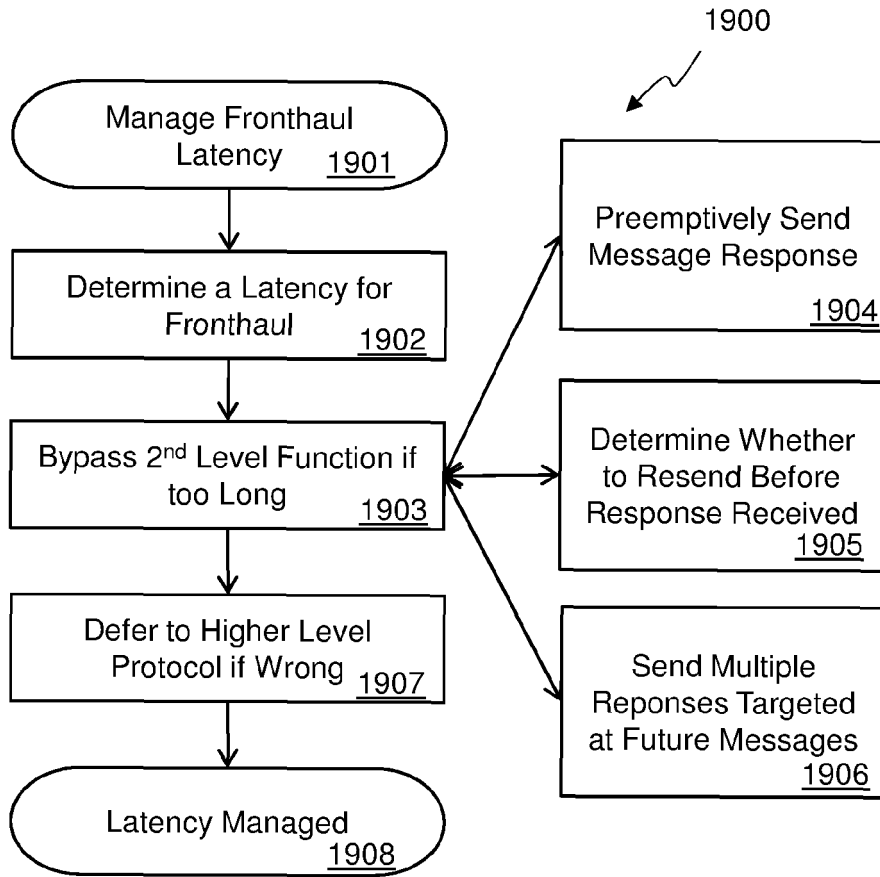 1900
Manage Fronthaul
Latency
1901
Determine a Latency for
Fronthaul
1902
Bypass 2nd Level Function if
too Long
1903
Defer to Higher Level
Protocol if Wrong
1907
Latency Managed
1908
Preemptively Send
Message Response
1904
Determine Whether
to Resend Before
Response Received
1905
Send Multiple
Reponses Targeted
at Future Messages
1906